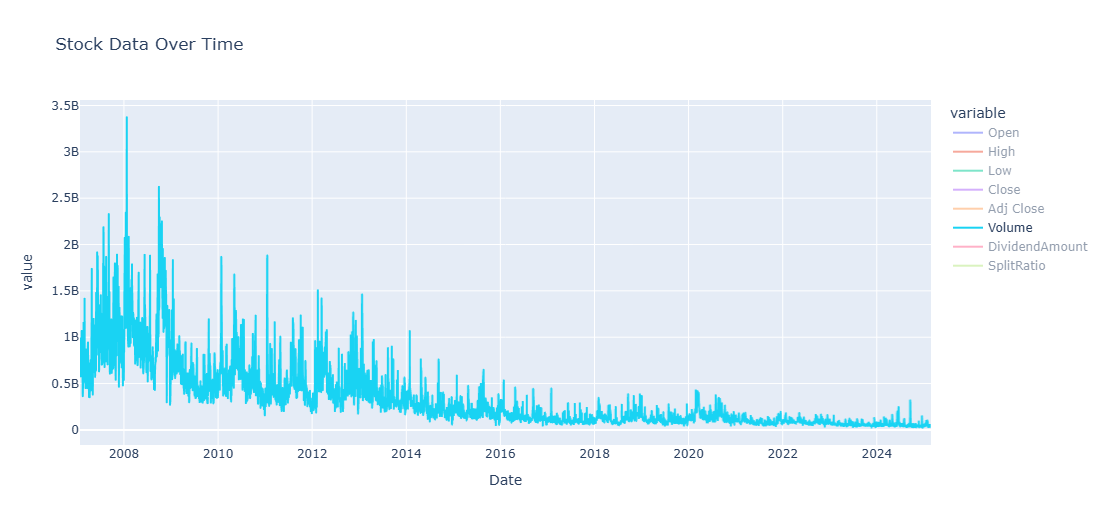 Stock Data Over Time
3.5B
3B
2.5B
2B
1.5B
1B
0.5B
0
value
2008 2010 2012 2014 2016 2018 2020 2022 2024
Date
variable
Open
High
Low
Close
Adj Close
Volume
DividendAmount
SplitRatio